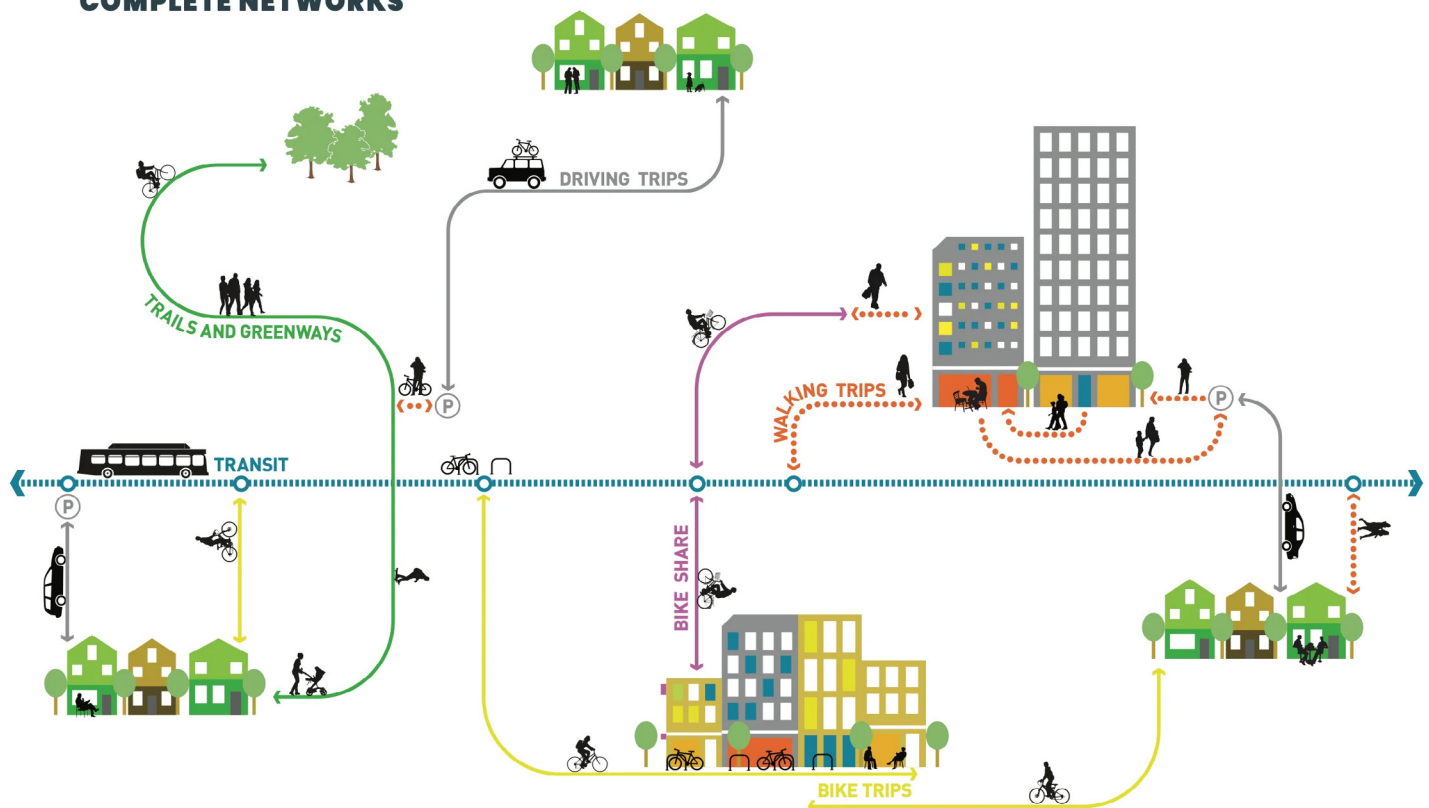 COMPLETE NETWORKS
DRIVING TRIPS
TRAILS AND GREENWAYS
P
WALKING TRIPS
P
TRANSIT
P
BIKE SHARE
BIKE TRIPS